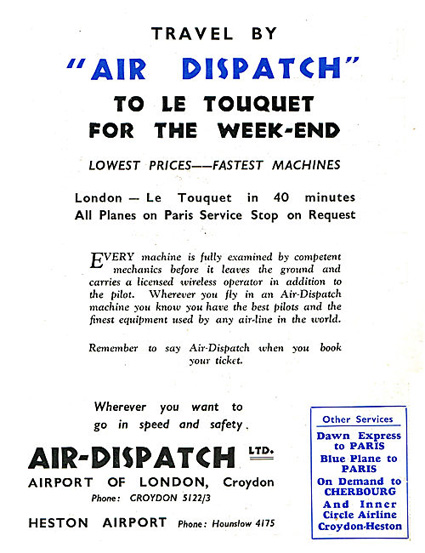 TRAVEL BY
"AIR DISPATCH"
TO LE TOUQUET
FOR THE WEEK-END
LOWEST PRICES—FASTEST MACHINES
London — Le Touquet in 40 minutes
All Planes on Paris Service Stop on Request
EVERY machine is fully examined by competent
mechanics before it leaves the ground and
carries a licensed wireless operator in addition to
the pilot. Wherever you fly in an Air-Dispatch
machine you know you have the best pilots and the
finest equipment used by any air-line in the world.
Remember to say Air-Dispatch when you book
your ticket.
Wherever you want to
go in speed and safety.
AIR-DISPATCH LTD.
AIRPORT OF LONDON, Croydon
Phone: CROYDON 5122/3
HESTON AIRPORT Phone: Hounslow 4175
Other Services
Dawn Express
to PARIS
Blue Plane to
PARIS
On Demand to
CHERBOURG
And Inner
Circle Airline
Croydon-Heston